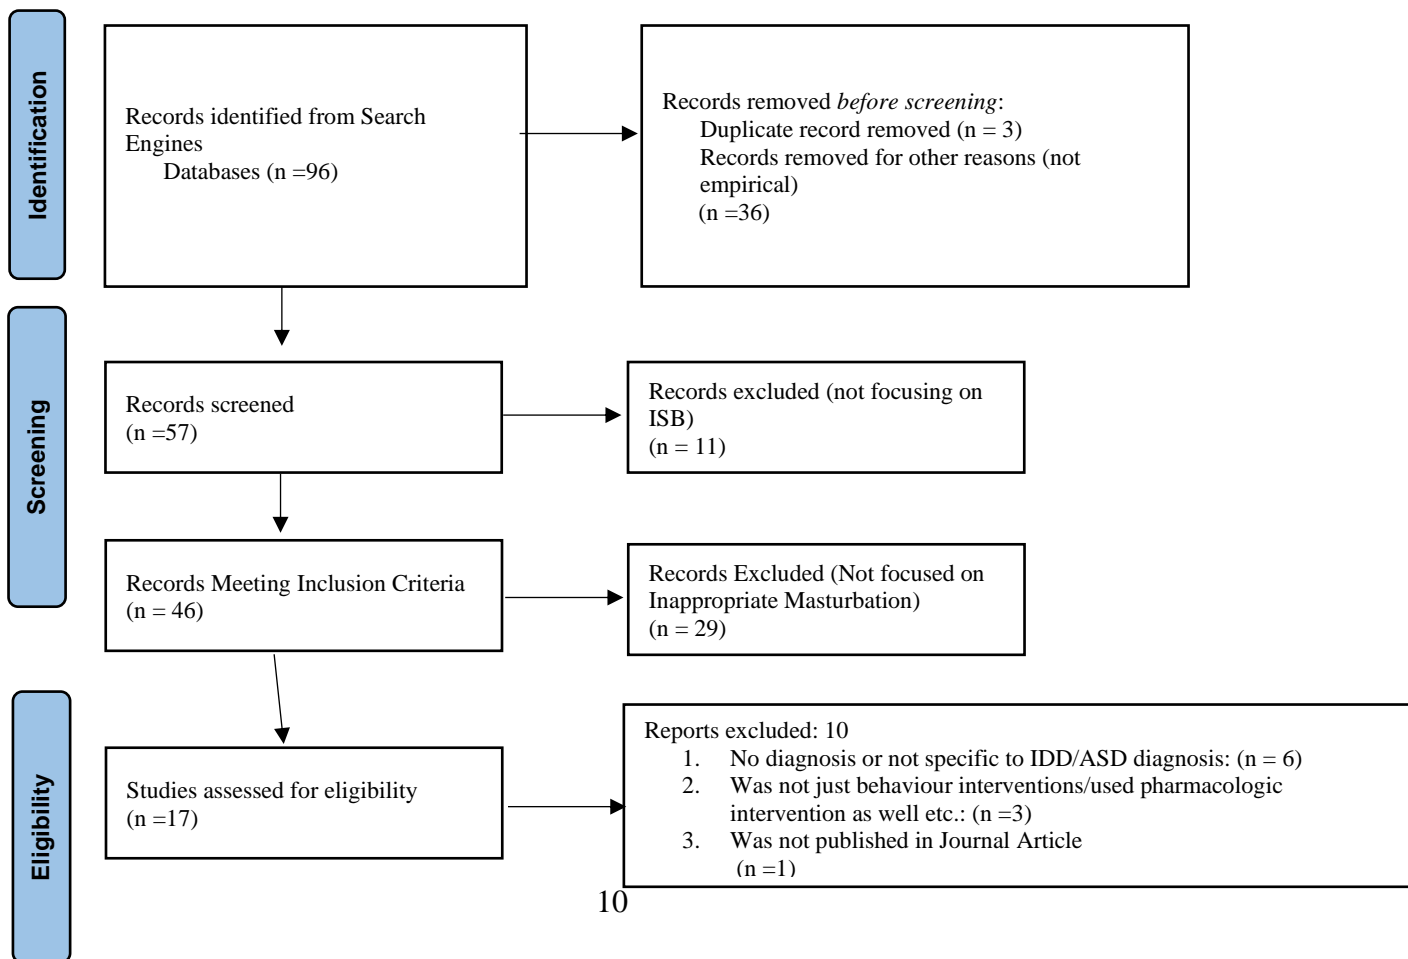 Identification
Records identified from Search
Engines
Databases (n =96)
Records removed before screening:
Duplicate record removed (n = 3)
Records removed for other reasons (not
empirical)
(n =36)
Screening
Records screened
(n =57)
Records excluded (not focusing on
ISB)
(n = 11)
Records Meeting Inclusion Criteria
(n = 46)
Records Excluded (Not focused on
Inappropriate Masturbation)
(n = 29)
Eligibility
Studies assessed for eligibility
(n =17)
Reports excluded: 10
1. No diagnosis or not specific to IDD/ASD diagnosis: (n = 6)
2. Was not just behaviour interventions/used pharmacologic
intervention as well etc.: (n =3)
3. Was not published in Journal Article
(n =1)
10